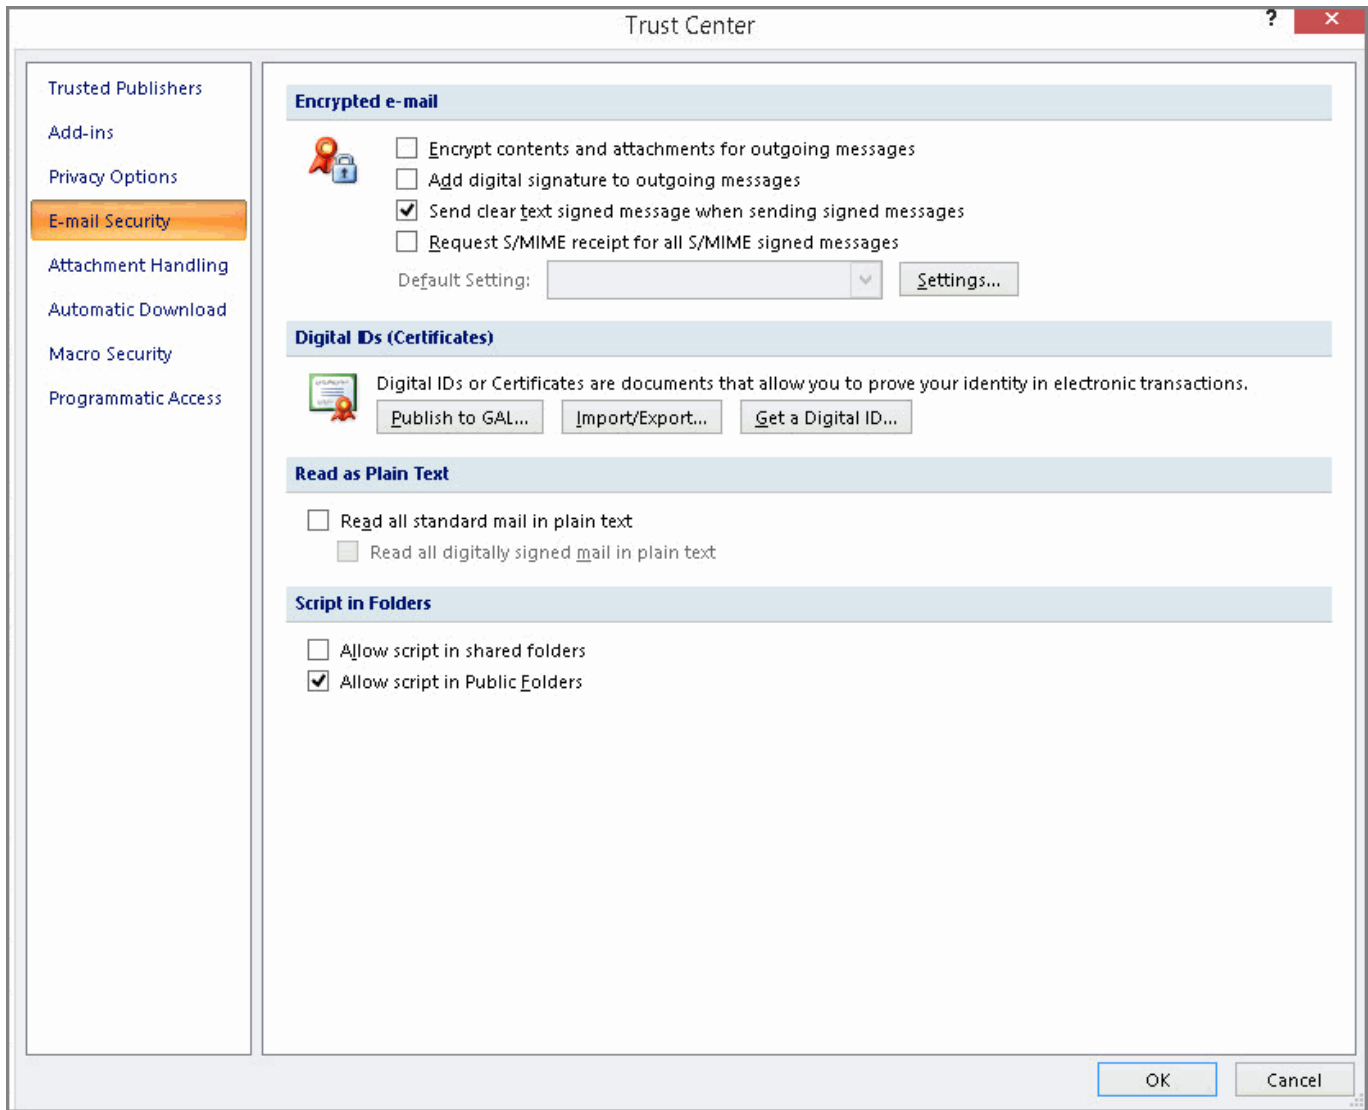 Trust Center
?
Trusted Publishers
Add-ins
Privacy Options
E-mail Security
Attachment Handling
Automatic Download
Macro Security
Programmatic Access
Encrypted e-mail
Encrypt contents and attachments for outgoing messages
Add digital signature to outgoing messages
Send clear text signed message when sending signed messages
Request S/MIME receipt for all S/MIME signed messages
Default Setting: Settings...
Digital IDs (Certificates)
Digital IDs or Certificates are documents that allow you to prove your identity in electronic transactions.
Publish to GAL... Import/Export... Get a Digital ID...
Read as Plain Text
Read all standard mail in plain text
Read all digitally signed mail in plain text
Script in Folders
Allow script in shared folders
Allow script in Public Folders
OK Cancel